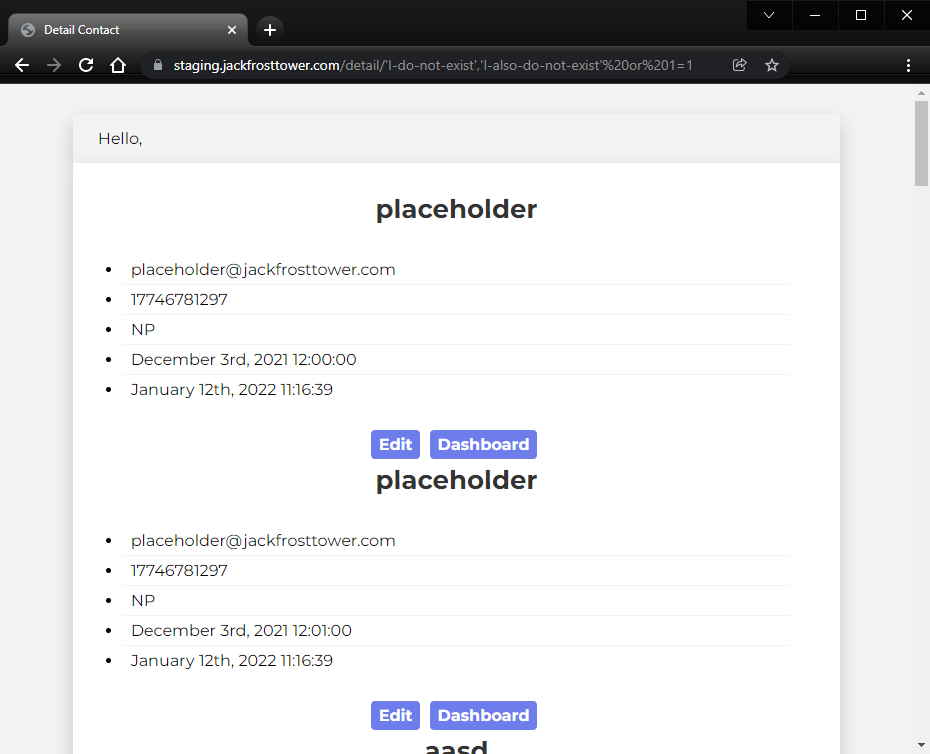 Detail Contact
staging.jackfrosttower.com/detail/'I-do-not-exist','I-also-do-not-exist'%20or%201=1
Hello,
placeholder
placeholder@jackfrosttower.com
17746781297
NP
December 3rd, 2021 12:00:00
January 12th, 2022 11:16:39
Edit Dashboard
placeholder
placeholder@jackfrosttower.com
17746781297
NP
December 3rd, 2021 12:01:00
January 12th, 2022 11:16:39
Edit Dashboard
aasd